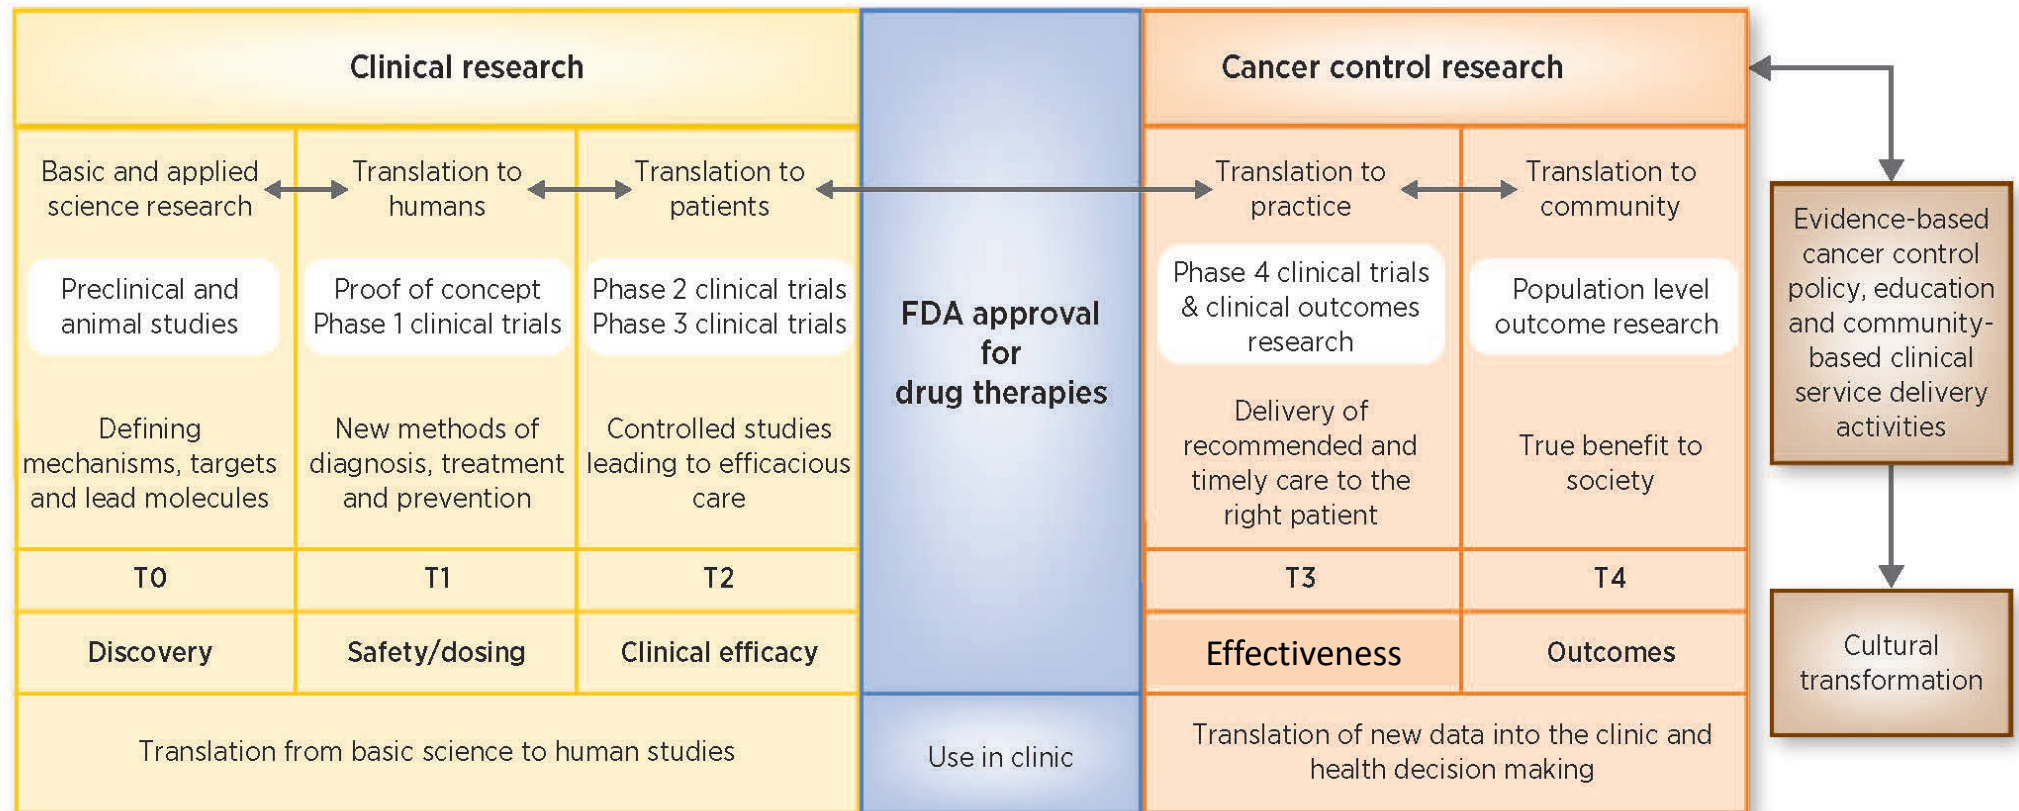 Clinical research
Basic and applied
science research
Preclinical and
animal studies
Defining
mechanisms, targets
and lead molecules
T0
Discovery
Translation to
humans
Proof of concept
Phase 1 clinical trials
New methods of
diagnosis, treatment
and prevention
T1
Safety/dosing
Translation to
patients
Phase 2 clinical trials
Phase 3 clinical trials
Controlled studies
leading to efficacious
care
T2
Clinical efficacy
Translation from basic science to human studies
FDA approval
for
drug therapies
Use in clinic
Cancer control research
Translation to
practice
Phase 4 clinical trials
& clinical outcomes
research
Delivery of
recommended and
timely care to the
right patient
T3
Effectiveness
Translation to
community
Population level
outcome research
True benefit to
society
T4
Outcomes
Translation of new data into the clinic and
health decision making
Evidence-based
cancer control
policy, education
and community-
based clinical
service delivery
activities
Cultural
transformation